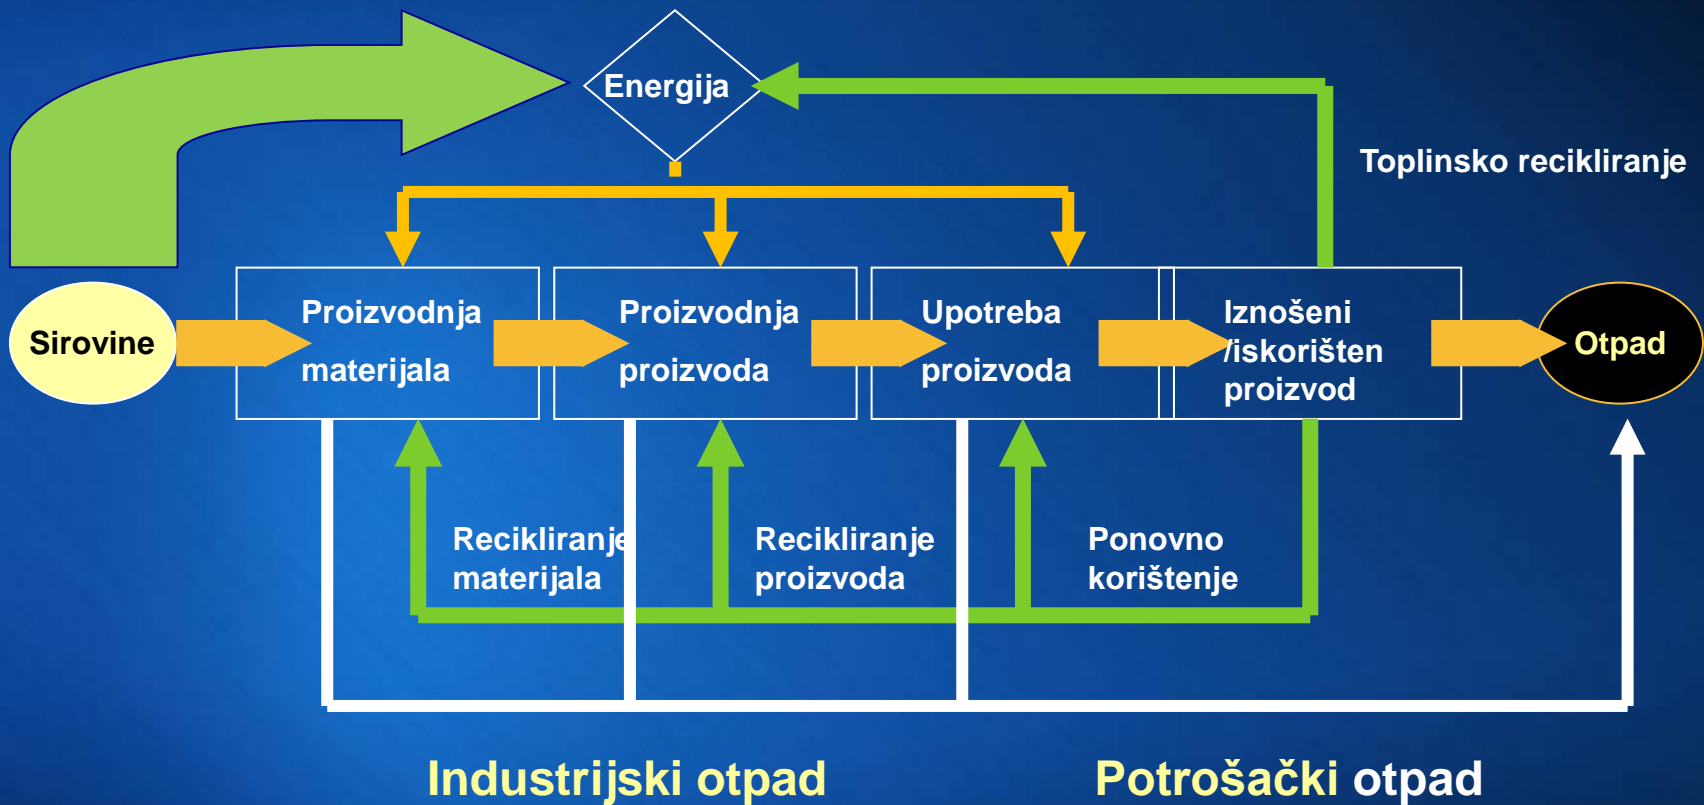 Energija
Toplinsko recikliranje
Sirovine
Proizvodnja
materijala
Proizvodnja
proizvoda
Upotreba
proizvoda
Iznošeni
/iskorišten
proizvod
Otpad
Recikliranje
materijala
Recikliranje
proizvoda
Ponovno
korištenje
Industrijski otpad
Potrošački otpad